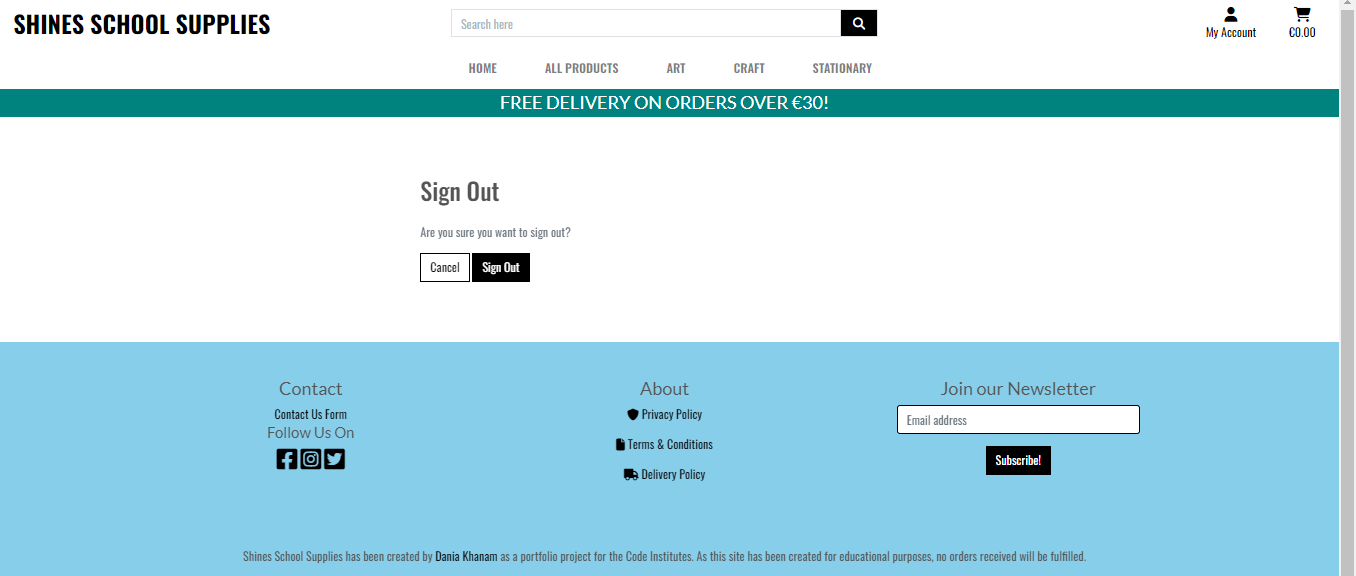 SHINES SCHOOL SUPPLIES
Search here
My Account
€0.00
HOME ALL PRODUCTS ART CRAFT STATIONARY
FREE DELIVERY ON ORDERS OVER €30!
Sign Out
Are you sure you want to sign out?
Cancel Sign Out
Contact
Contact Us Form
Follow Us On
About
Privacy Policy
Terms & Conditions
Delivery Policy
Join our Newsletter
Email address
Subscribe!
Shines School Supplies has been created by Dania Khanam as a portfolio project for the Code Institutes. As this site has been created for educational purposes, no orders received will be fulfilled.